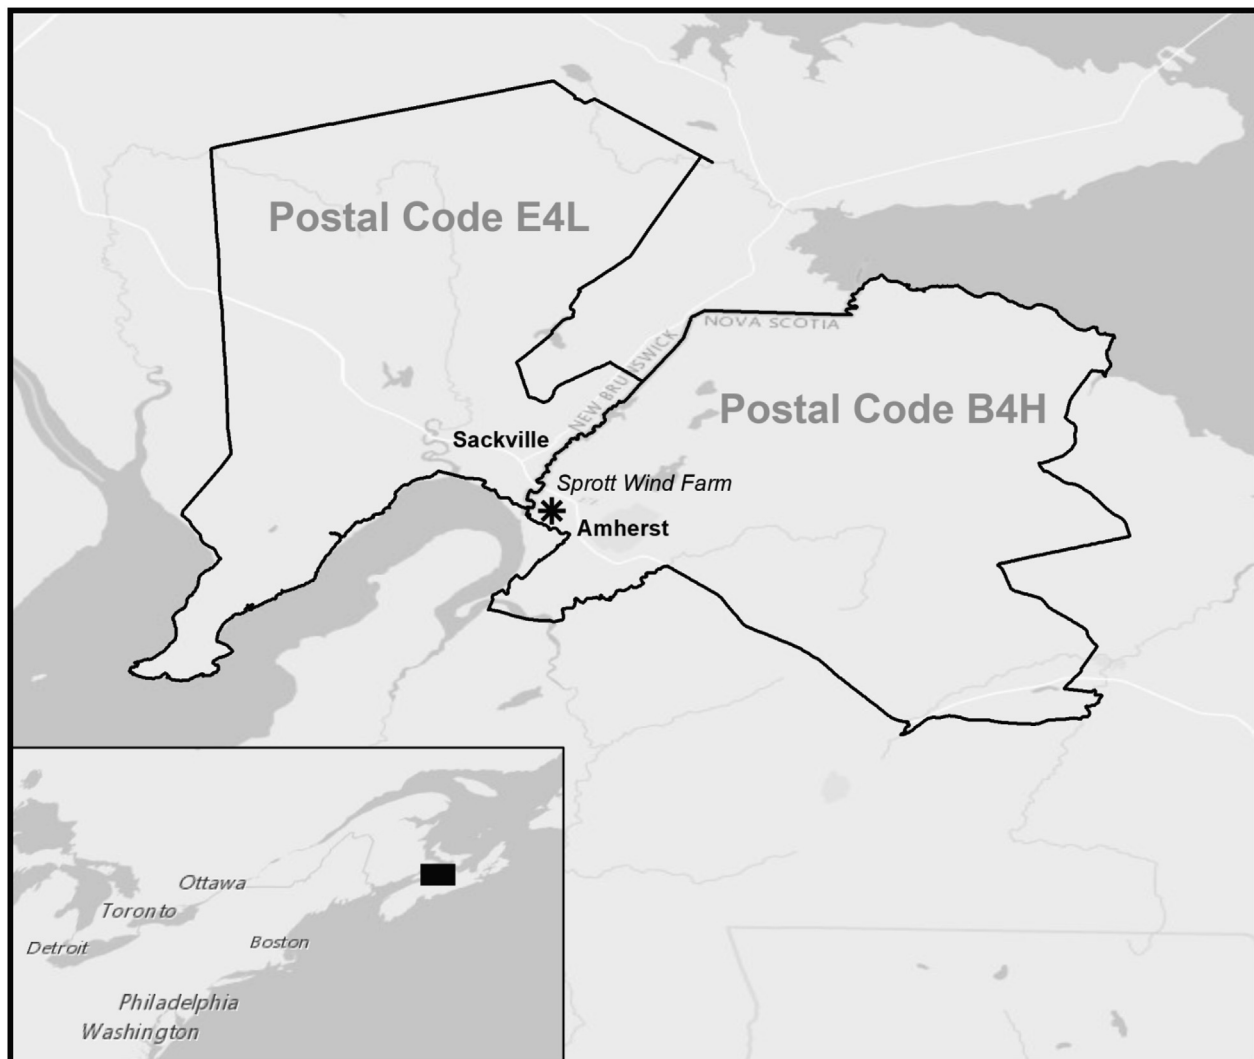 Postal Code E4L
NOVA SCOTIA
NEW BRUNSWICK
Postal Code B4H
Sackville
Sprott Wind Farm
Amherst
Ottawa
Toronto
Detroit
Boston
Philadelphia
Washington